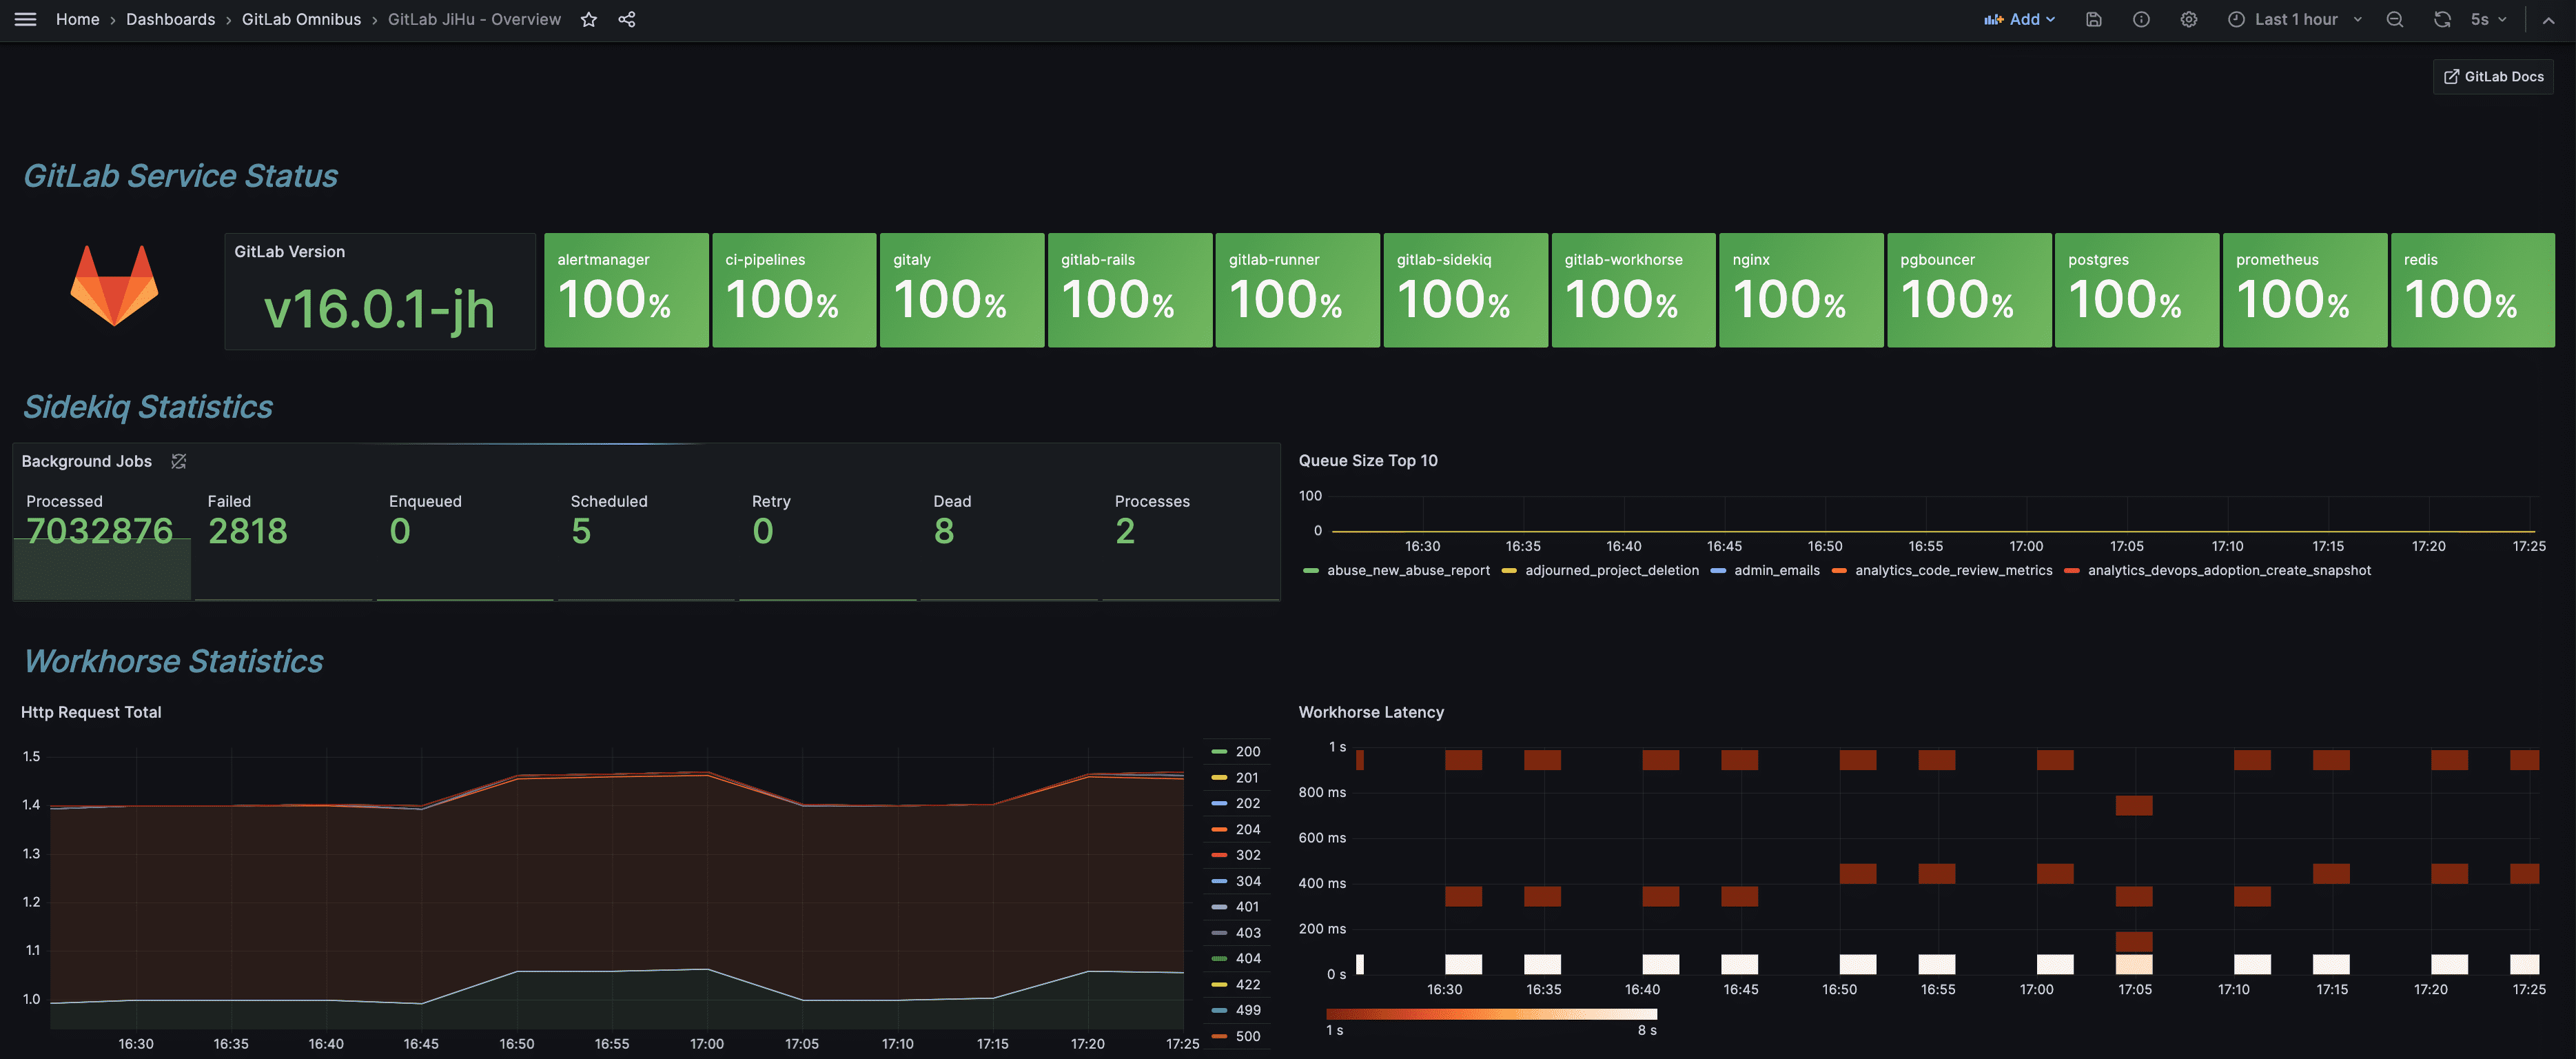 Home › Dashboards › GitLab Omnibus › GitLab JiHu - Overview
Add
Last 1 hour
5s
GitLab Docs
GitLab Service Status
GitLab Version
v16.0.1-jh
alertmanager
100%
ci-pipelines
100%
gitaly
100%
gitlab-rails
100%
gitlab-runner
100%
gitlab-sidekiq
100%
gitlab-workhorse
100%
nginx
100%
pgbouncer
100%
postgres
100%
prometheus
100%
redis
100%
Sidekiq Statistics
Background Jobs
Processed
7032876
Failed
2818
Enqueued
0
Scheduled
5
Retry
0
Dead
8
Processes
2
Queue Size Top 10
100
0
16:30 16:35 16:40 16:45 16:50 16:55 17:00 17:05 17:10 17:15 17:20 17:25
abuse_new_abuse_report adjourned_project_deletion admin_emails analytics_code_review_metrics analytics_devops_adoption_create_snapshot
Workhorse Statistics
Http Request Total
1.5
1.4
1.3
1.2
1.1
1.0
16:30 16:35 16:40 16:45 16:50 16:55 17:00 17:05 17:10 17:15 17:20 17:25
200
201
202
204
302
304
401
403
404
422
499
500
Workhorse Latency
1 s
800 ms
600 ms
400 ms
200 ms
0 s
16:30 16:35 16:40 16:45 16:50 16:55 17:00 17:05 17:10 17:15 17:20 17:25
1 s 8 s